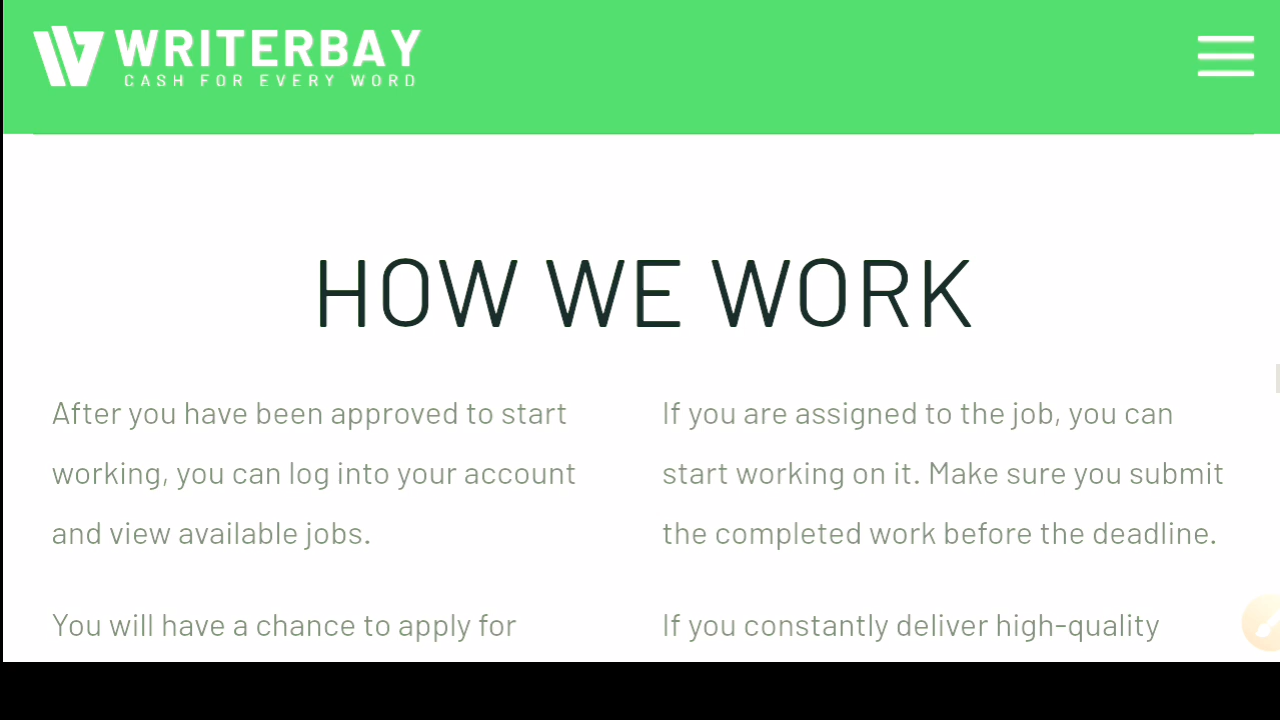 WRITERBAY
CASH FOR EVERY WORD
HOW WE WORK
After you have been approved to start
working, you can log into your account
and view available jobs.
You will have a chance to apply for
If you are assigned to the job, you can
start working on it. Make sure you submit
the completed work before the deadline.
If you constantly deliver high-quality